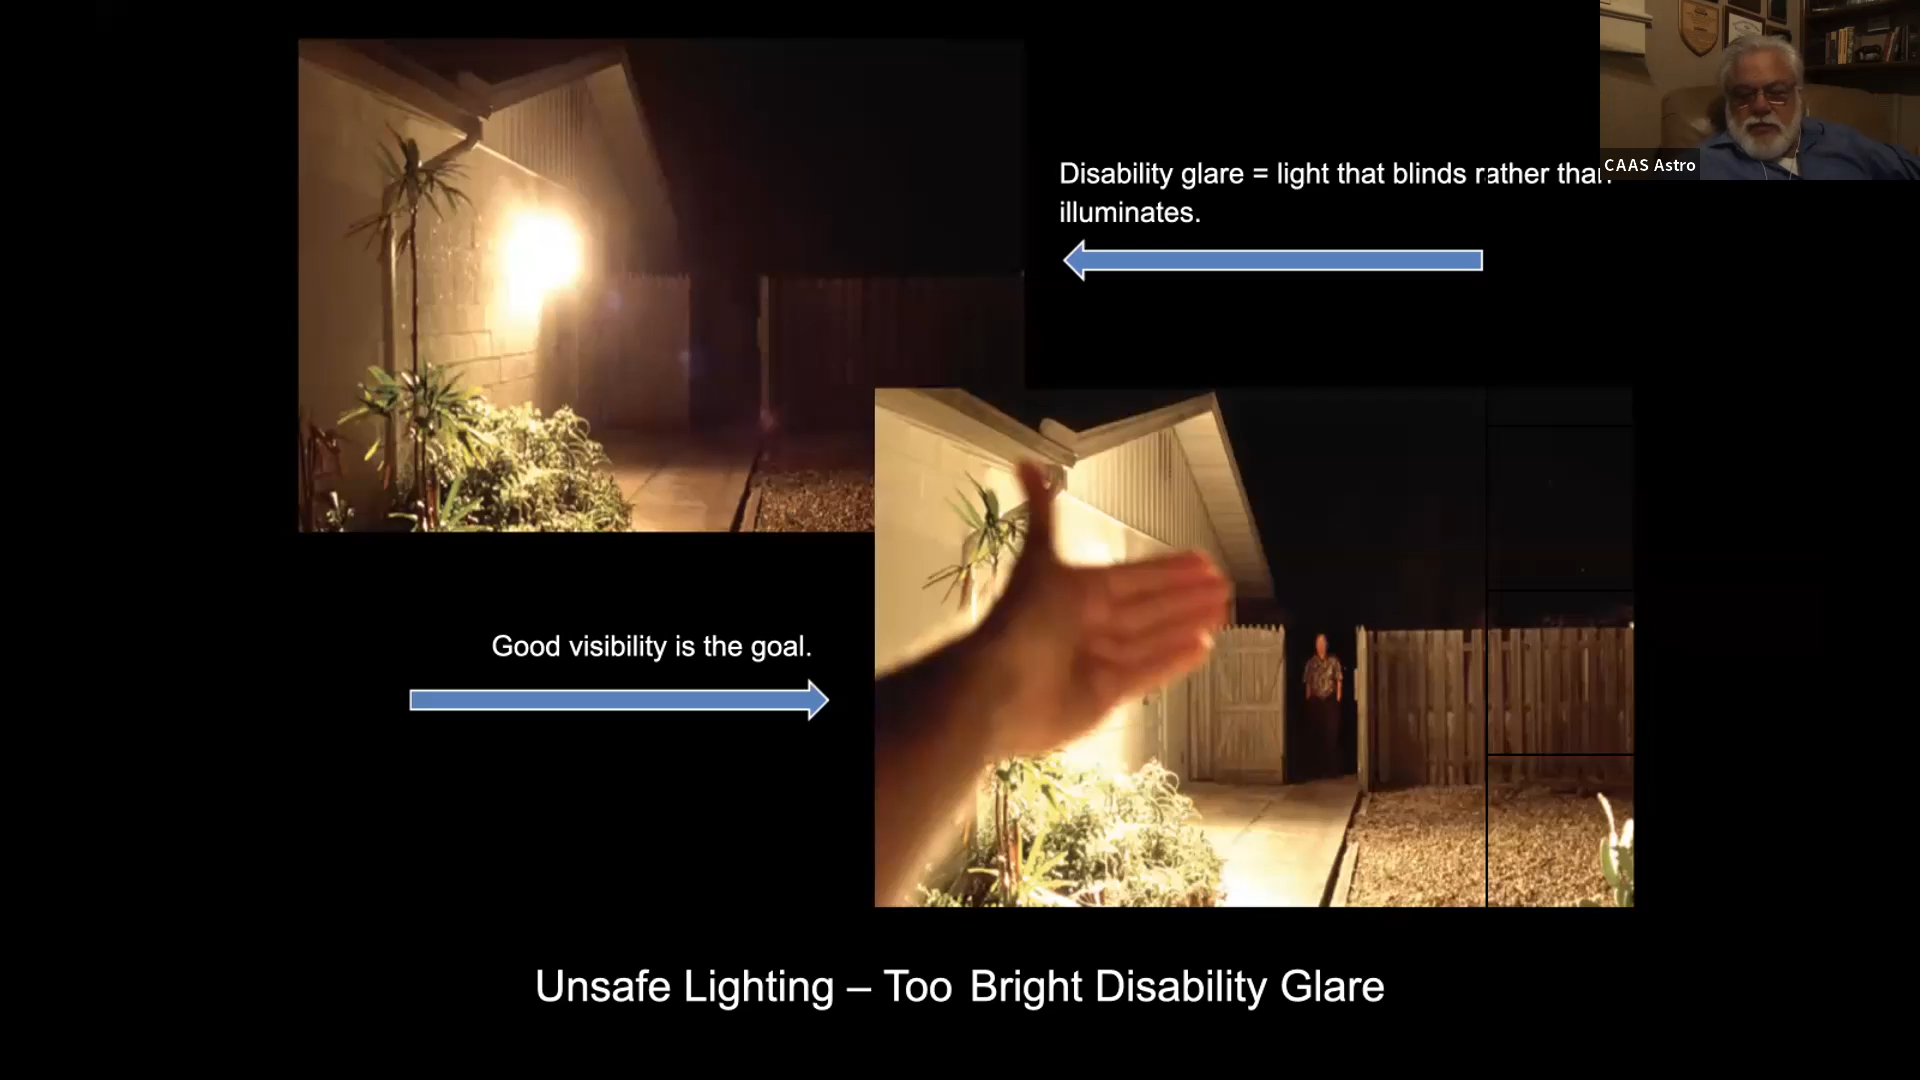 CAAS Astro
Disability glare = light that blinds rather than
illuminates.
Good visibility is the goal.
Unsafe Lighting – Too Bright Disability Glare